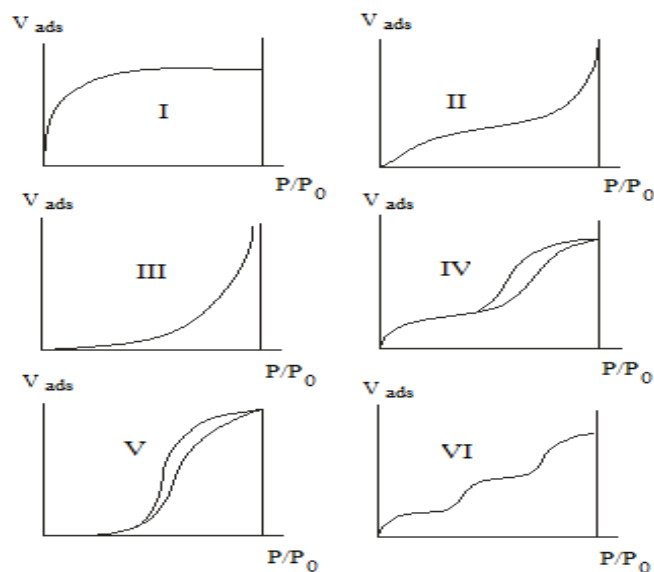 V ads
I
P/P0
V ads
II
P/P0
V ads
III
P/P0
V ads
IV
P/P0
V ads
V
P/P0
V ads
VI
P/P0